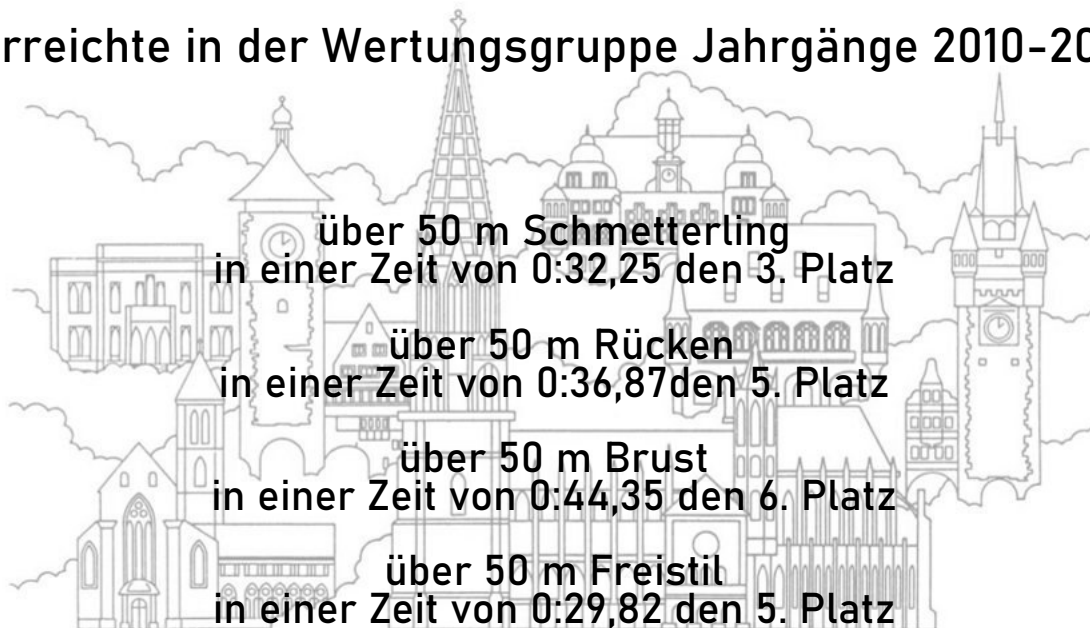 rreichte in der Wertungsgruppe Jahrgänge 2010-20
über 50 m Schmetterling
in einer Zeit von 0:32,25 den 3. Platz
über 50 m Rücken
in einer Zeit von 0:36,87den 5. Platz
über 50 m Brust
in einer Zeit von 0:44,35 den 6. Platz
über 50 m Freistil
in einer Zeit von 0:29,82 den 5. Platz